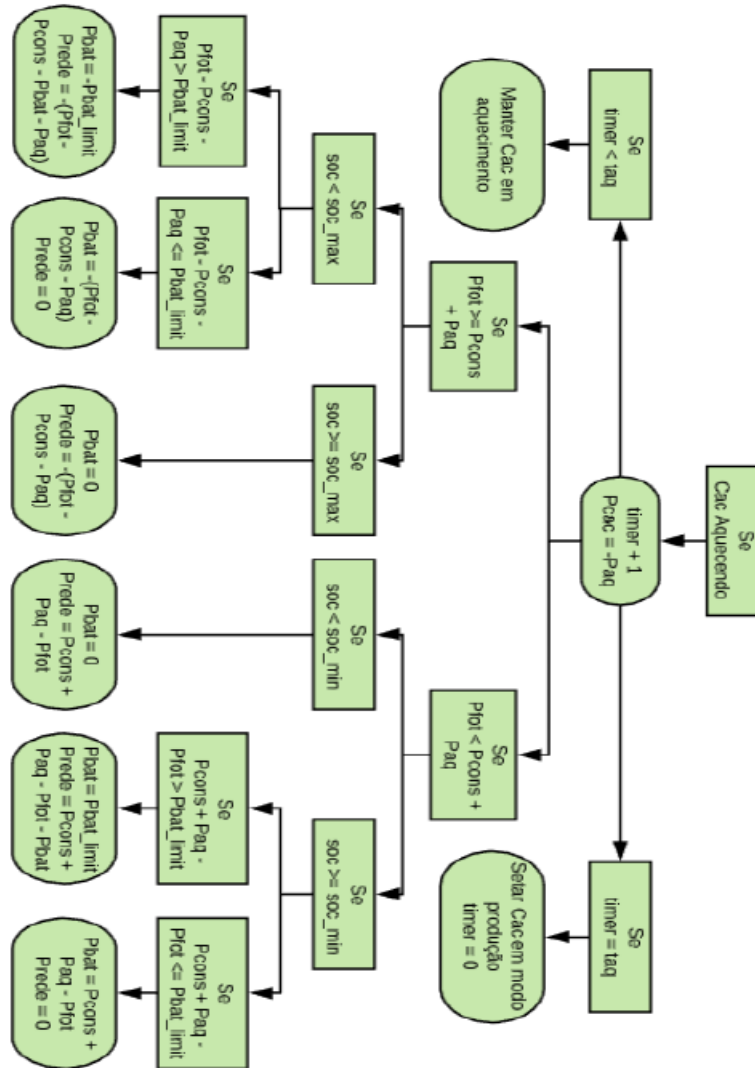 Se
Cac Aquecendo
Se
timer < taq
timer + 1
Pcac = -Paq
Se
timer = taq
Manter Cac em
aquecimento
Se
Pfot >= Pcons
+ Paq
Se
Pfot < Pcons +
Paq
Setar Cac em modo
produção
timer = 0
Se
soc < soc_max
Se
soc >= soc_max
Se
soc < soc_min
Se
soc >= soc_min
Se
Pfot - Pcons -
Paq > Pbat_limit
Se
Pfot - Pcons -
Paq <= Pbat_limit
Se
Pcons + Paq -
Pfot > Pbat_limit
Se
Pcons + Paq -
Pfot <= Pbat_limit
Pbat = -Pbat_limit
Prede = -(Pfot -
Pcons - Pbat - Paq)
Pbat = -(Pfot -
Pcons - Paq)
Prede = 0
Pbat = 0
Prede = -(Pfot -
Pcons - Paq)
Pbat = 0
Prede = Pcons +
Paq - Pfot
Pbat = Pbat_limit
Prede = Pcons +
Paq - Pfot - Pbat
Pbat = Pcons +
Paq - Pfot
Prede = 0